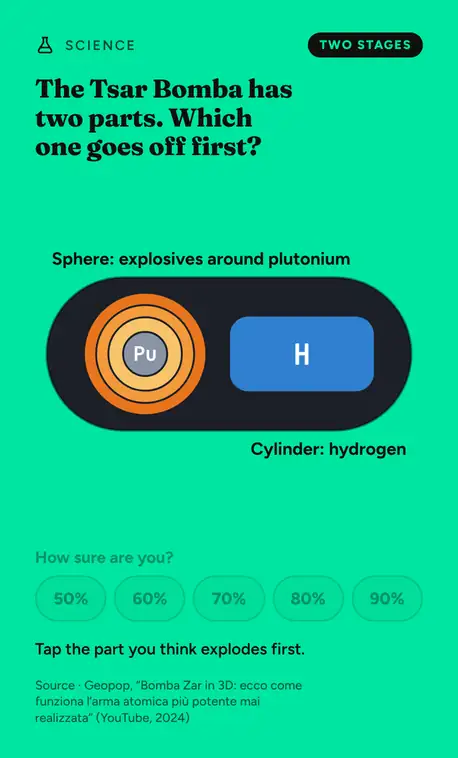 SCIENCE
TWO STAGES
The Tsar Bomba has
two parts. Which
one goes off first?
Sphere: explosives around plutonium
Pu
H
Cylinder: hydrogen
How sure are you?
50%
60%
70%
80%
90%
Tap the part you think explodes first.
Source · Geopop, “Bomba Zar in 3D: ecco come
funziona l'arma atomica più potente mai
realizzata” (YouTube, 2024)